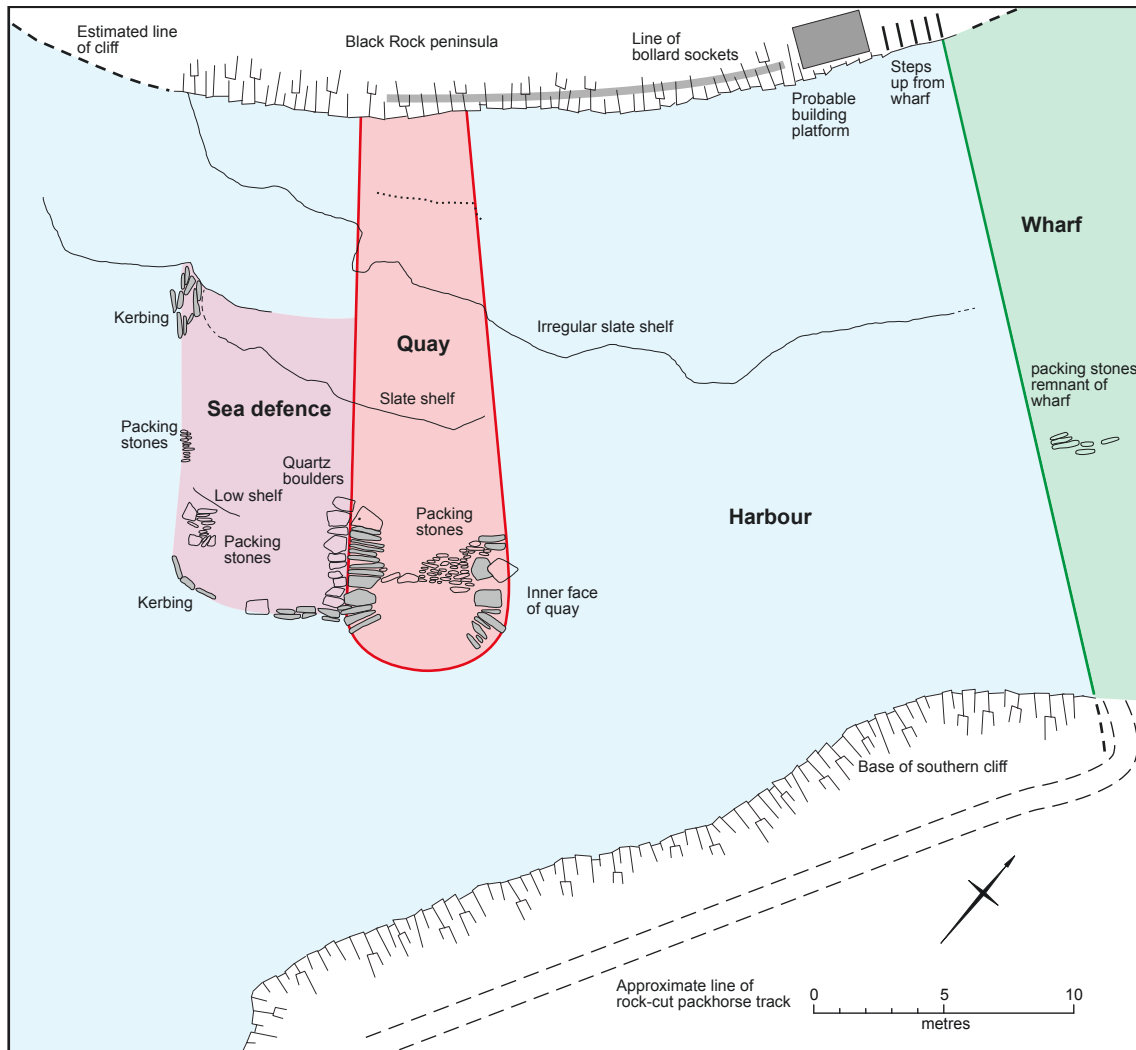 Estimated line
of cliff
Black Rock peninsula
Line of
bollard sockets
Steps
up from
wharf
Probable
building
platform
Wharf
Kerbing
Irregular slate shelf
Quay
packing stones
remnant of
wharf
Sea defence
Slate shelf
Packing
stones
Quartz
boulders
Low shelf
Packing
stones
Packing
stones
Harbour
Kerbing
Inner face
of quay
Base of southern cliff
Approximate line of
rock-cut packhorse track
0 5 10
metres